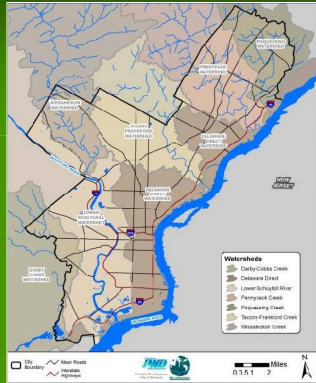 POQUESSING
WATERSHED
PENNYPACK
WATERSHED
WISSAHICKON
WATERSHED
TACONY
FRANKFORD
WATERSHED
DELAWARE
DIRECT
WATERSHED
DELAWARE
DIRECT
WATERSHED
LOWER
SCHUYLKILL
WATERSHED
DARBY
COBBS
WATERSHED
NEW
JERSEY
DELAWARE RIVER
Watersheds
Darby-Cobbs Creek
Delaware Direct
Lower Schuylkill River
Pennypack Creek
Poquessing Creek
Tacony-Frankford Creek
Wissahickon Creek
City
Boundary
Major Roads
Interstate
Highways
Miles
0 0.5 1 2
N